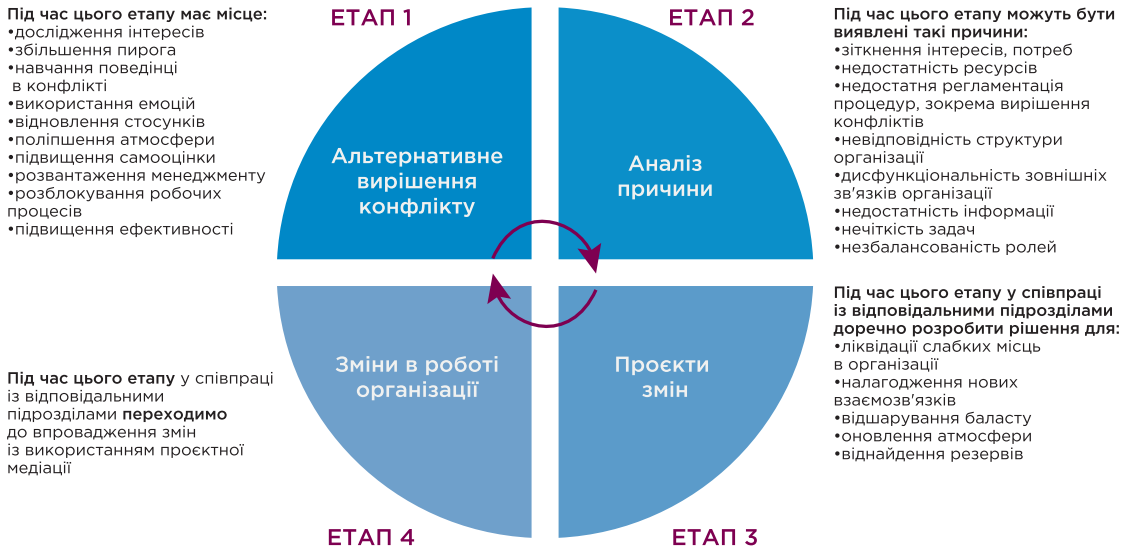 ЕТАП 1
Під час цього етапу має місце:
•дослідження інтересів
•збільшення пирога
•навчання поведінці
в конфлікті
•використання емоцій
•відновлення стосунків
•поліпшення атмосфери
•підвищення самооцінки
•розвантаження менеджменту
•розблокування робочих
процесів
•підвищення ефективності
Альтернативне
вирішення
конфлікту
ЕТАП 2
Під час цього етапу можуть бути
виявлені такі причини:
•зіткнення інтересів, потреб
•недостатність ресурсів
•недостатня регламентація
процедур, зокрема вирішення
конфліктів
•невідповідність структури
організації
•дисфункціональність зовнішніх
зв'язків організації
•недостатність інформації
•нечіткість задач
•незбалансованість ролей
Аналіз
причини
Під час цього етапу у співпраці
із відповідальними підрозділами
доречно розробити рішення для:
•ліквідації слабких місць
в організації
•налагодження нових
взаємозв'язків
•відшарування баласту
•оновлення атмосфери
•віднайдення резервів
Проєкти
змін
ЕТАП 3
Зміни в роботі
організації
Під час цього етапу у співпраці
із відповідальними
підрозділами переходимо
до впровадження змін
із використанням проєктної
медіації
ЕТАП 4